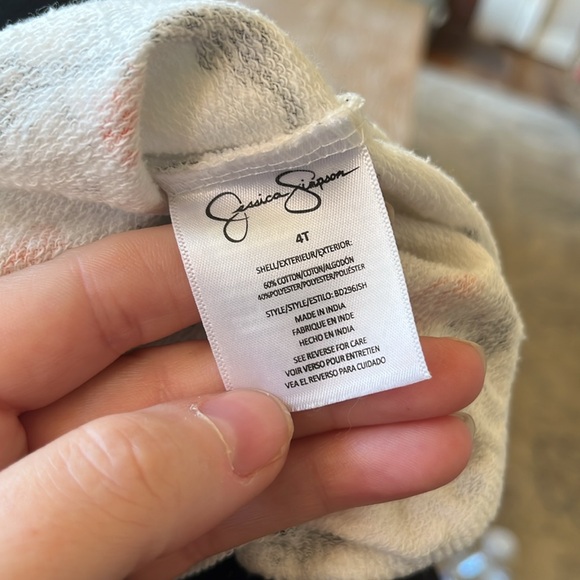 Jessica Simpson
4T
SHELL/EXTERIEUR/EXTERIOR:
60% COTTON/COTON/ALGODÓN
40%POLYESTER/POLYESTER/POLIÉSTER
STYLE/STYLE/ESTILO: BD296JSH
MADE IN INDIA
FABRIQUE EN INDE
HECHO EN INDIA
SEE REVERSE FOR CARE
VOIR VERSO POUR ENTRETIEN
VEA EL REVERSO PARA CUIDADO